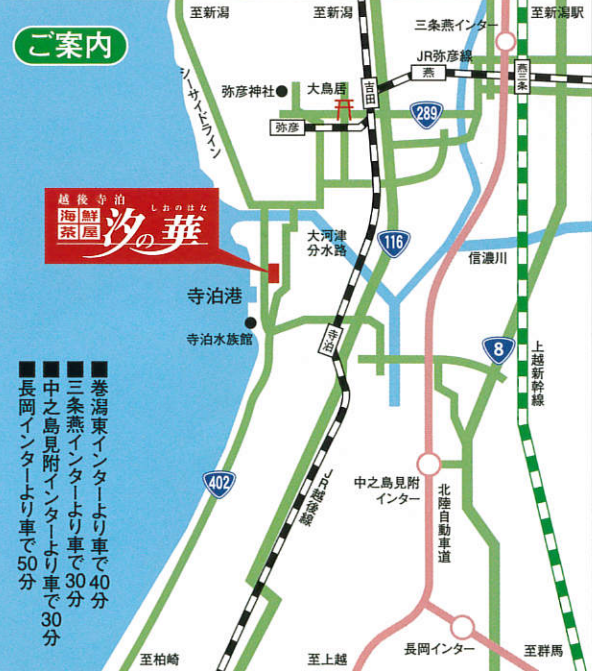 ご案内
至新潟
至新潟
三条燕インター
至新潟駅
JR弥彦線
燕
燕三条
シーサイドライン
弥彦神社
大鳥居
吉田
弥彦
289
越後寺泊
海鮮茶屋
しおのはな
汐の華
大河津
分水路
116
信濃川
寺泊港
寺泊水族館
寺泊
8
上越新幹線
■巻潟東インターより車で40分
■三条燕インターより車で30分
■中之島見附インターより車で30分
■長岡インターより車で50分
402
JR越後線
中之島見附
インター
北陸自動車道
長岡インター
至柏崎
至上越
至群馬